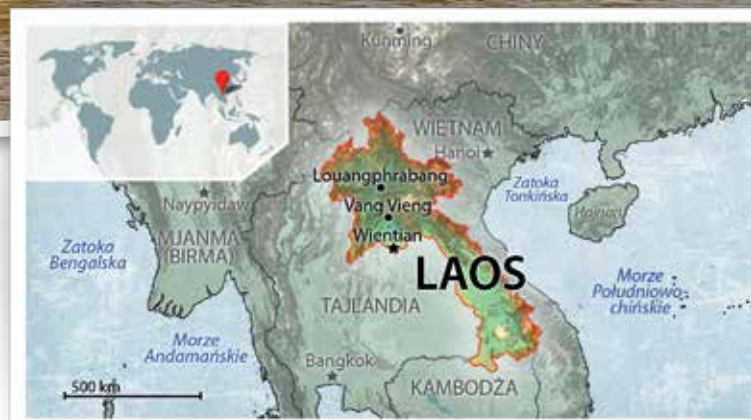 Kunming
CHINY
WIETNAM
Hanoi
Louangphrabang
Zatoka
Tonkińska
Hajnan
Naypyidaw
Vang Vieng
MJANMA
(BIRMA)
Wientian
Zatoka
Bengalska
LAOS
Morze
Południowo-
chińskie
TAJLANDIA
Morze
Andamańskie
Bangkok
KAMBODŻA
500 km